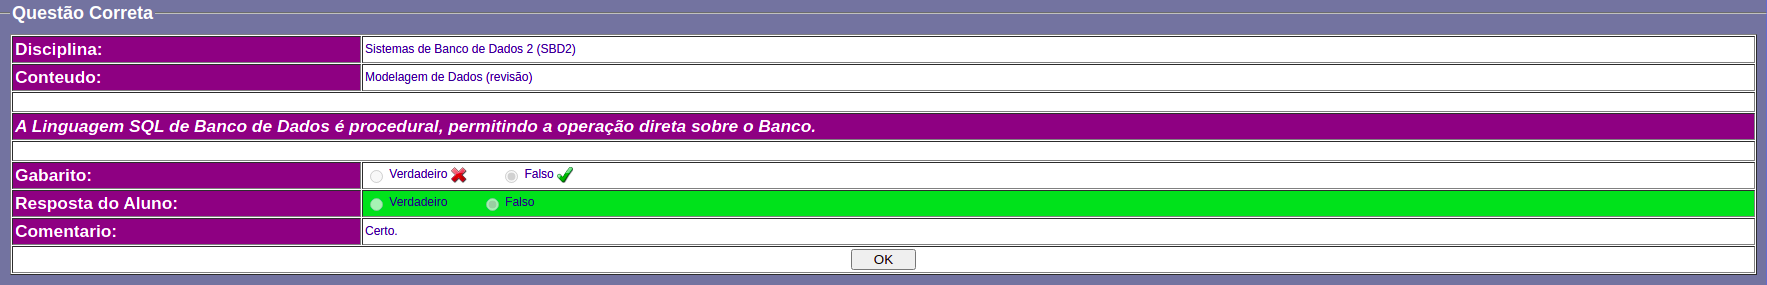 Questão Correta
Disciplina: Sistemas de Banco de Dados 2 (SBD2)
Conteudo: Modelagem de Dados (revisão)
A Linguagem SQL de Banco de Dados é procedural, permitindo a operação direta sobre o Banco.
Gabarito: Verdadeiro Falso
Resposta do Aluno: Verdadeiro Falso
Comentario: Certo.
OK